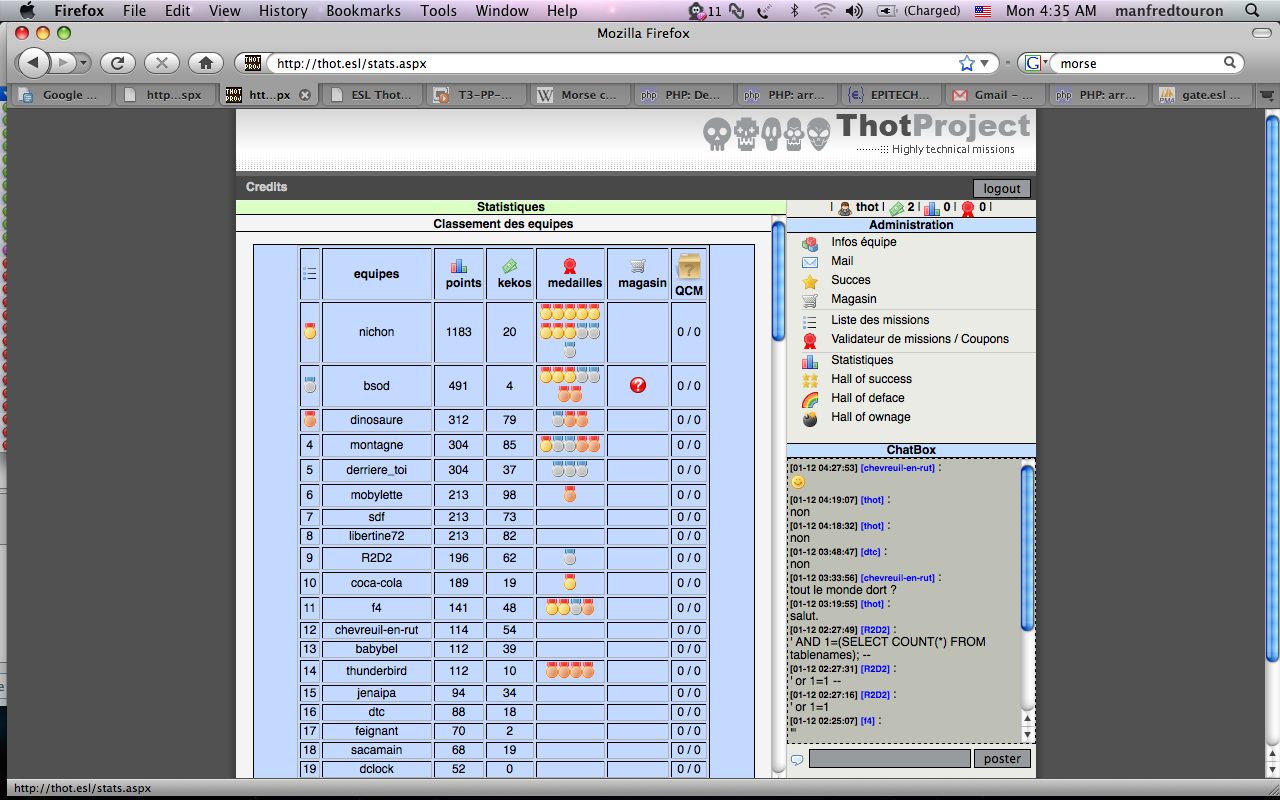 Firefox File Edit View History Bookmarks Tools Window Help 11 (Charged) Mon 4:35 AM manfredtouron
Mozilla Firefox
http://thot.esl/stats.aspx morse
Google ... http...spx htt...px ESL Thot... T3-PP-... Morse c... PHP: De... PHP: arr... EPITECH... Gmail - ... PHP: arr... gate.esl ...
ThotProject
········::: Highly technical missions
Credits logout
Statistiques
Classement des equipes
equipes points kekos medailles magasin QCM
nichon 1183 20 0 / 0
bsod 491 4 0 / 0
dinosaure 312 79 0 / 0
4 montagne 304 85 0 / 0
5 derriere_toi 304 37 0 / 0
6 mobylette 213 98 0 / 0
7 sdf 213 73 0 / 0
8 libertine72 213 82 0 / 0
9 R2D2 196 62 0 / 0
10 coca-cola 189 19 0 / 0
11 f4 141 48 0 / 0
12 chevreuil-en-rut 114 54 0 / 0
13 babybel 112 39 0 / 0
14 thunderbird 112 10 0 / 0
15 jenaipa 94 34 0 / 0
16 dtc 88 18 0 / 0
17 feignant 70 2 0 / 0
18 sacamain 68 19 0 / 0
19 dclock 52 0 0 / 0
| thot | 2 | 0 | 0 |
Administration
Infos équipe
Mail
Succes
Magasin
Liste des missions
Validateur de missions / Coupons
Statistiques
Hall of success
Hall of deface
Hall of ownage
ChatBox
[01-12 04:27:53] [chevreuil-en-rut] :
[01-12 04:19:07] [thot] :
non
[01-12 04:18:32] [thot] :
non
[01-12 03:48:47] [dtc] :
non
[01-12 03:33:56] [chevreuil-en-rut] :
tout le monde dort ?
[01-12 03:19:55] [thot] :
salut.
[01-12 02:27:49] [R2D2] :
' AND 1=(SELECT COUNT(*) FROM
tablenames); --
[01-12 02:27:31] [R2D2] :
' or 1=1 --
[01-12 02:27:16] [R2D2] :
' or 1=1
[01-12 02:25:07] [f4] :
'"
poster
http://thot.esl/stats.aspx